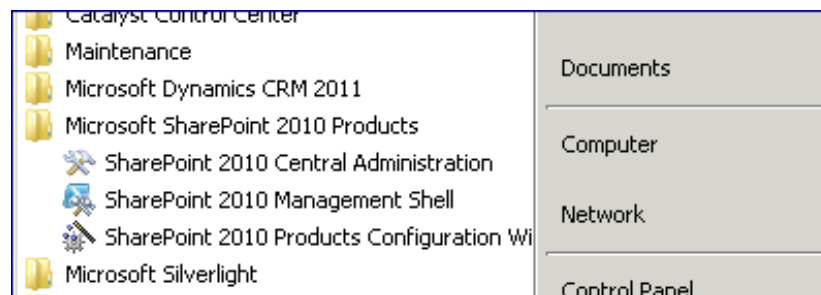 Catalyst Control Center
Maintenance
Microsoft Dynamics CRM 2011
Microsoft SharePoint 2010 Products
SharePoint 2010 Central Administration
SharePoint 2010 Management Shell
SharePoint 2010 Products Configuration Wi
Microsoft Silverlight
Documents
Computer
Network
Control Panel